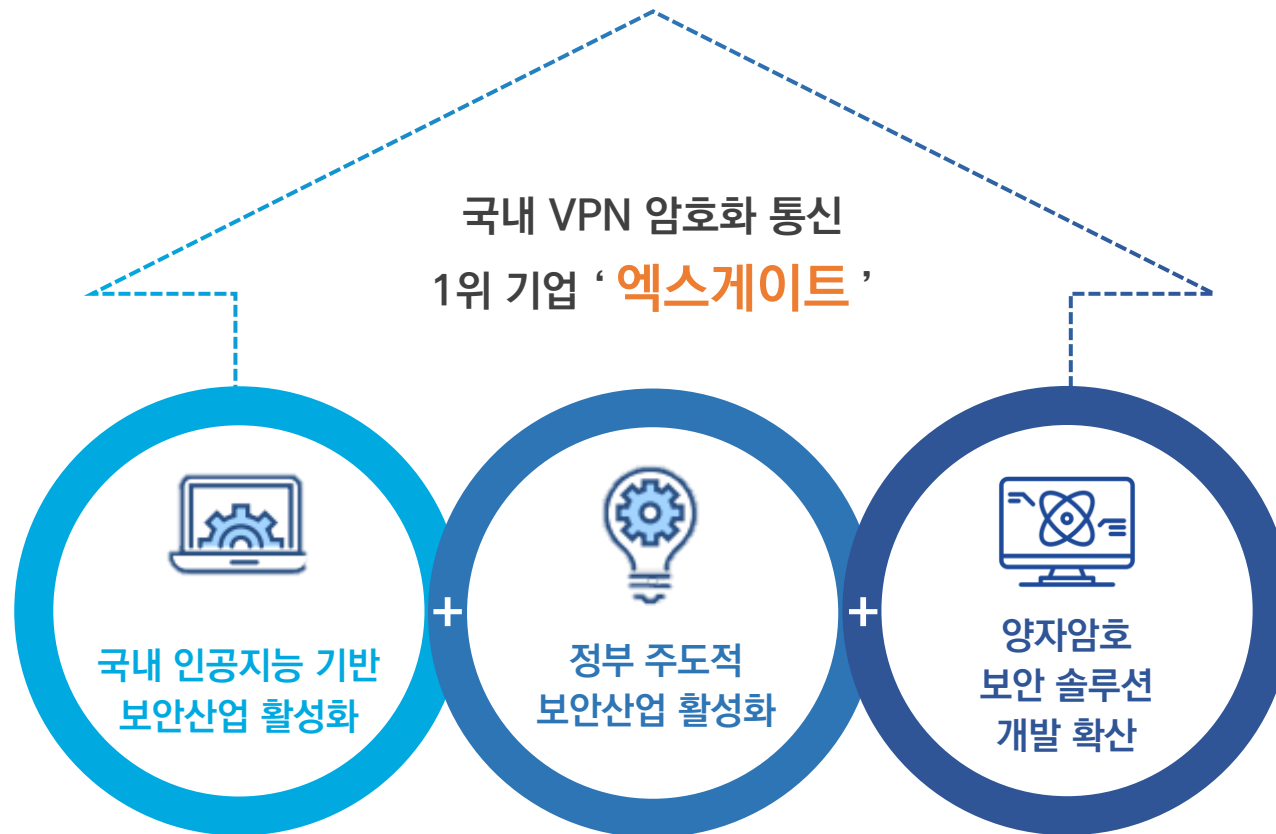 국내 VPN 암호화 통신
1위 기업 ‘ 엑스게이트 ’
국내 인공지능 기반
보안산업 활성화
+
정부 주도적
보안산업 활성화
+
양자암호
보안 솔루션
개발 확산